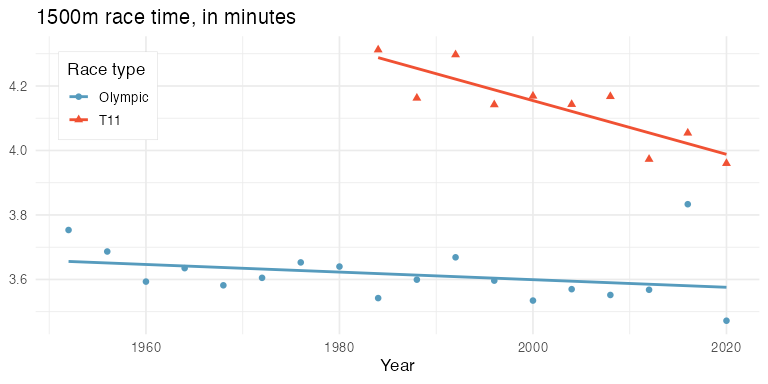 1500m race time, in minutes
Race type
Olympic
T11
4.2
4.0
3.8
3.6
1960 1980 2000 2020
Year